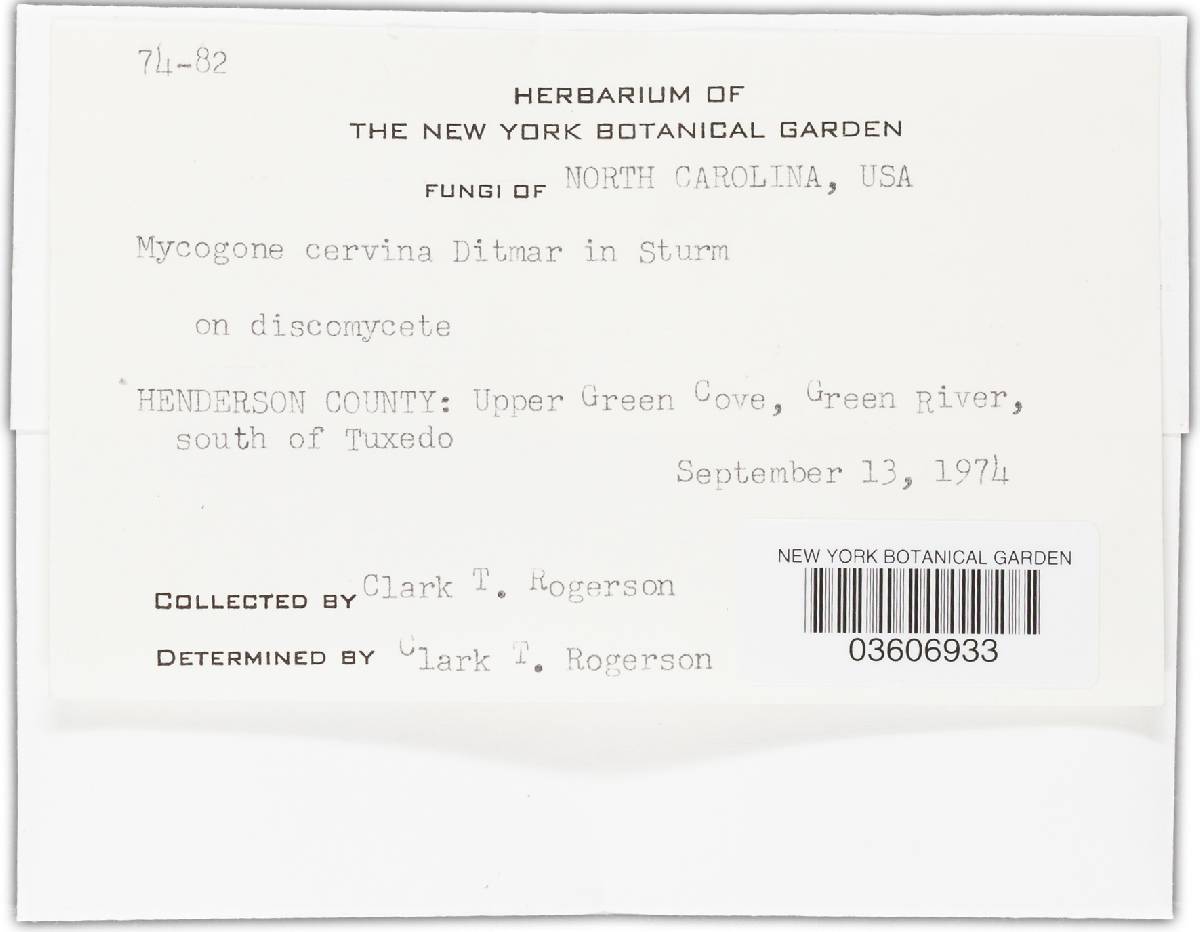 74-82
HERBARIUM OF
THE NEW YORK BOTANICAL GARDEN
FUNGI OF NORTH CAROLINA, USA
Mycogone cervina Ditmar in Sturm
on discomycete
HENDERSON COUNTY: Upper Green Cove, Green River,
south of Tuxedo
September 13, 1974
NEW YORK BOTANICAL GARDEN
03606933
COLLECTED BY Clark T. Rogerson
DETERMINED BY Clark T. Rogerson